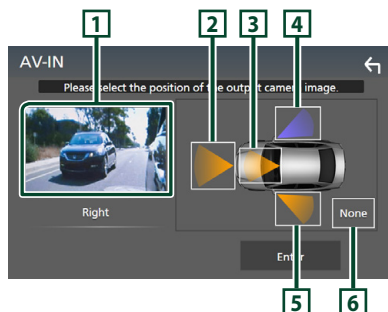 1
2 3 4
AV-IN
Please select the position of the output camera image.
Right
None
Enter
5 6